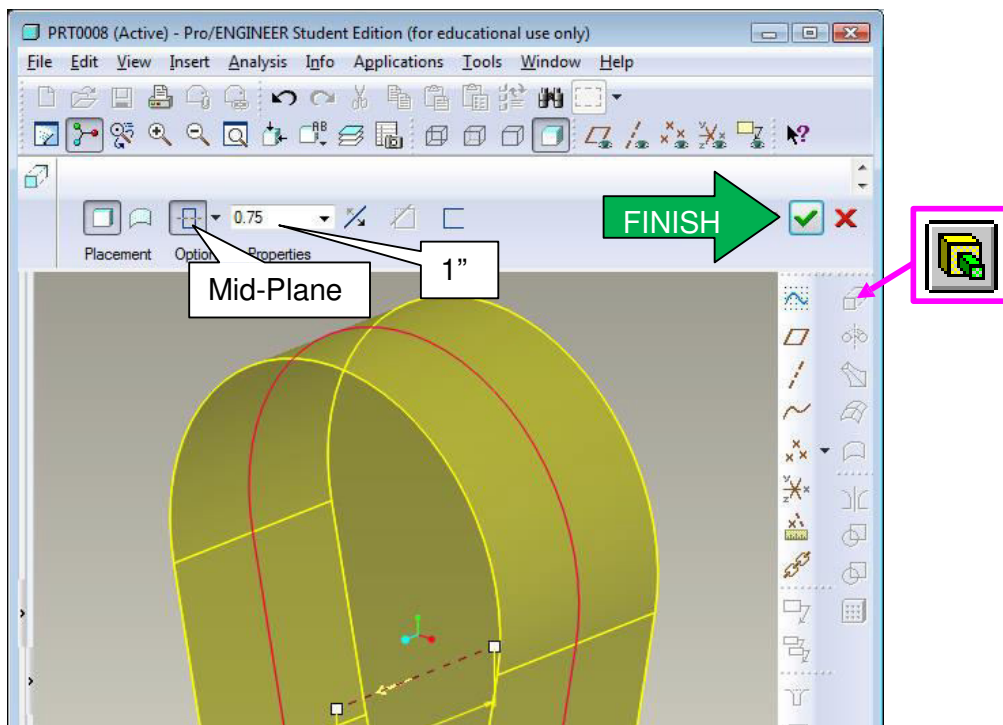 PRT0008 (Active) - Pro/ENGINEER Student Edition (for educational use only)
File Edit View Insert Analysis Info Applications Tools Window Help
0.75
FINISH
Placement Option Properties
1”
Mid-Plane